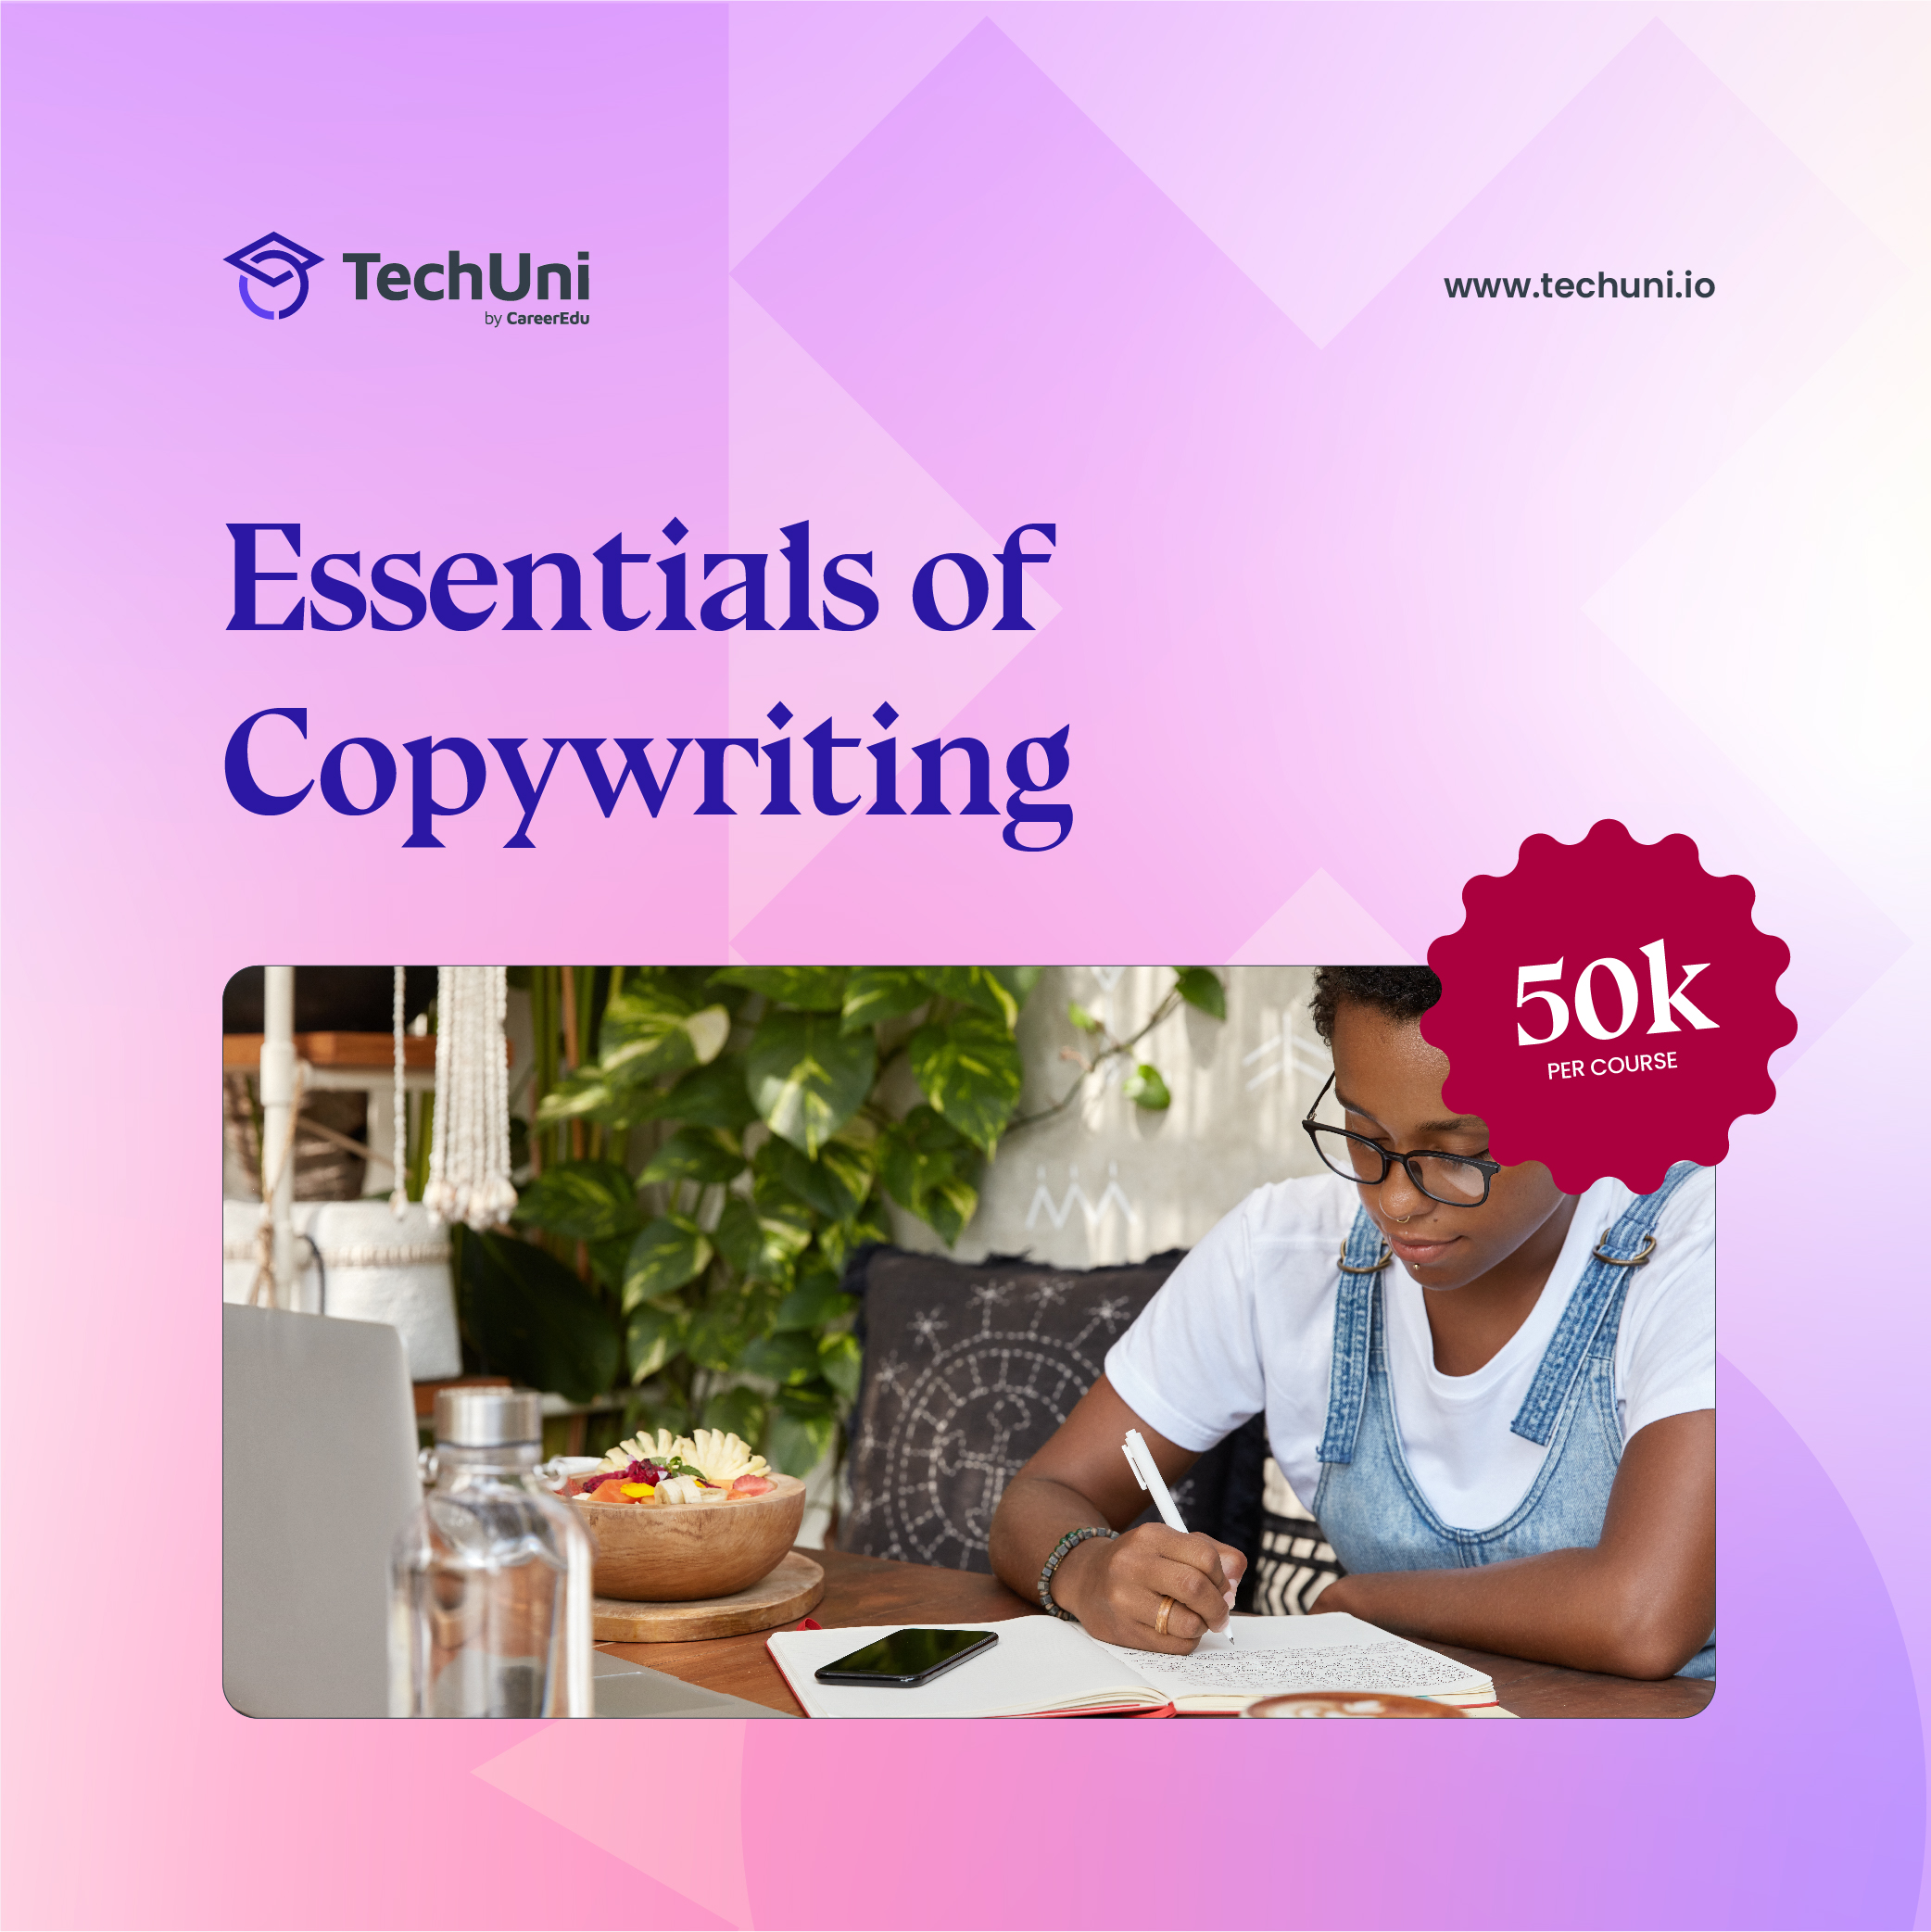 TechUni
by CareerEdu
www.techuni.io
Essentials of
Copywriting
50k
PER COURSE